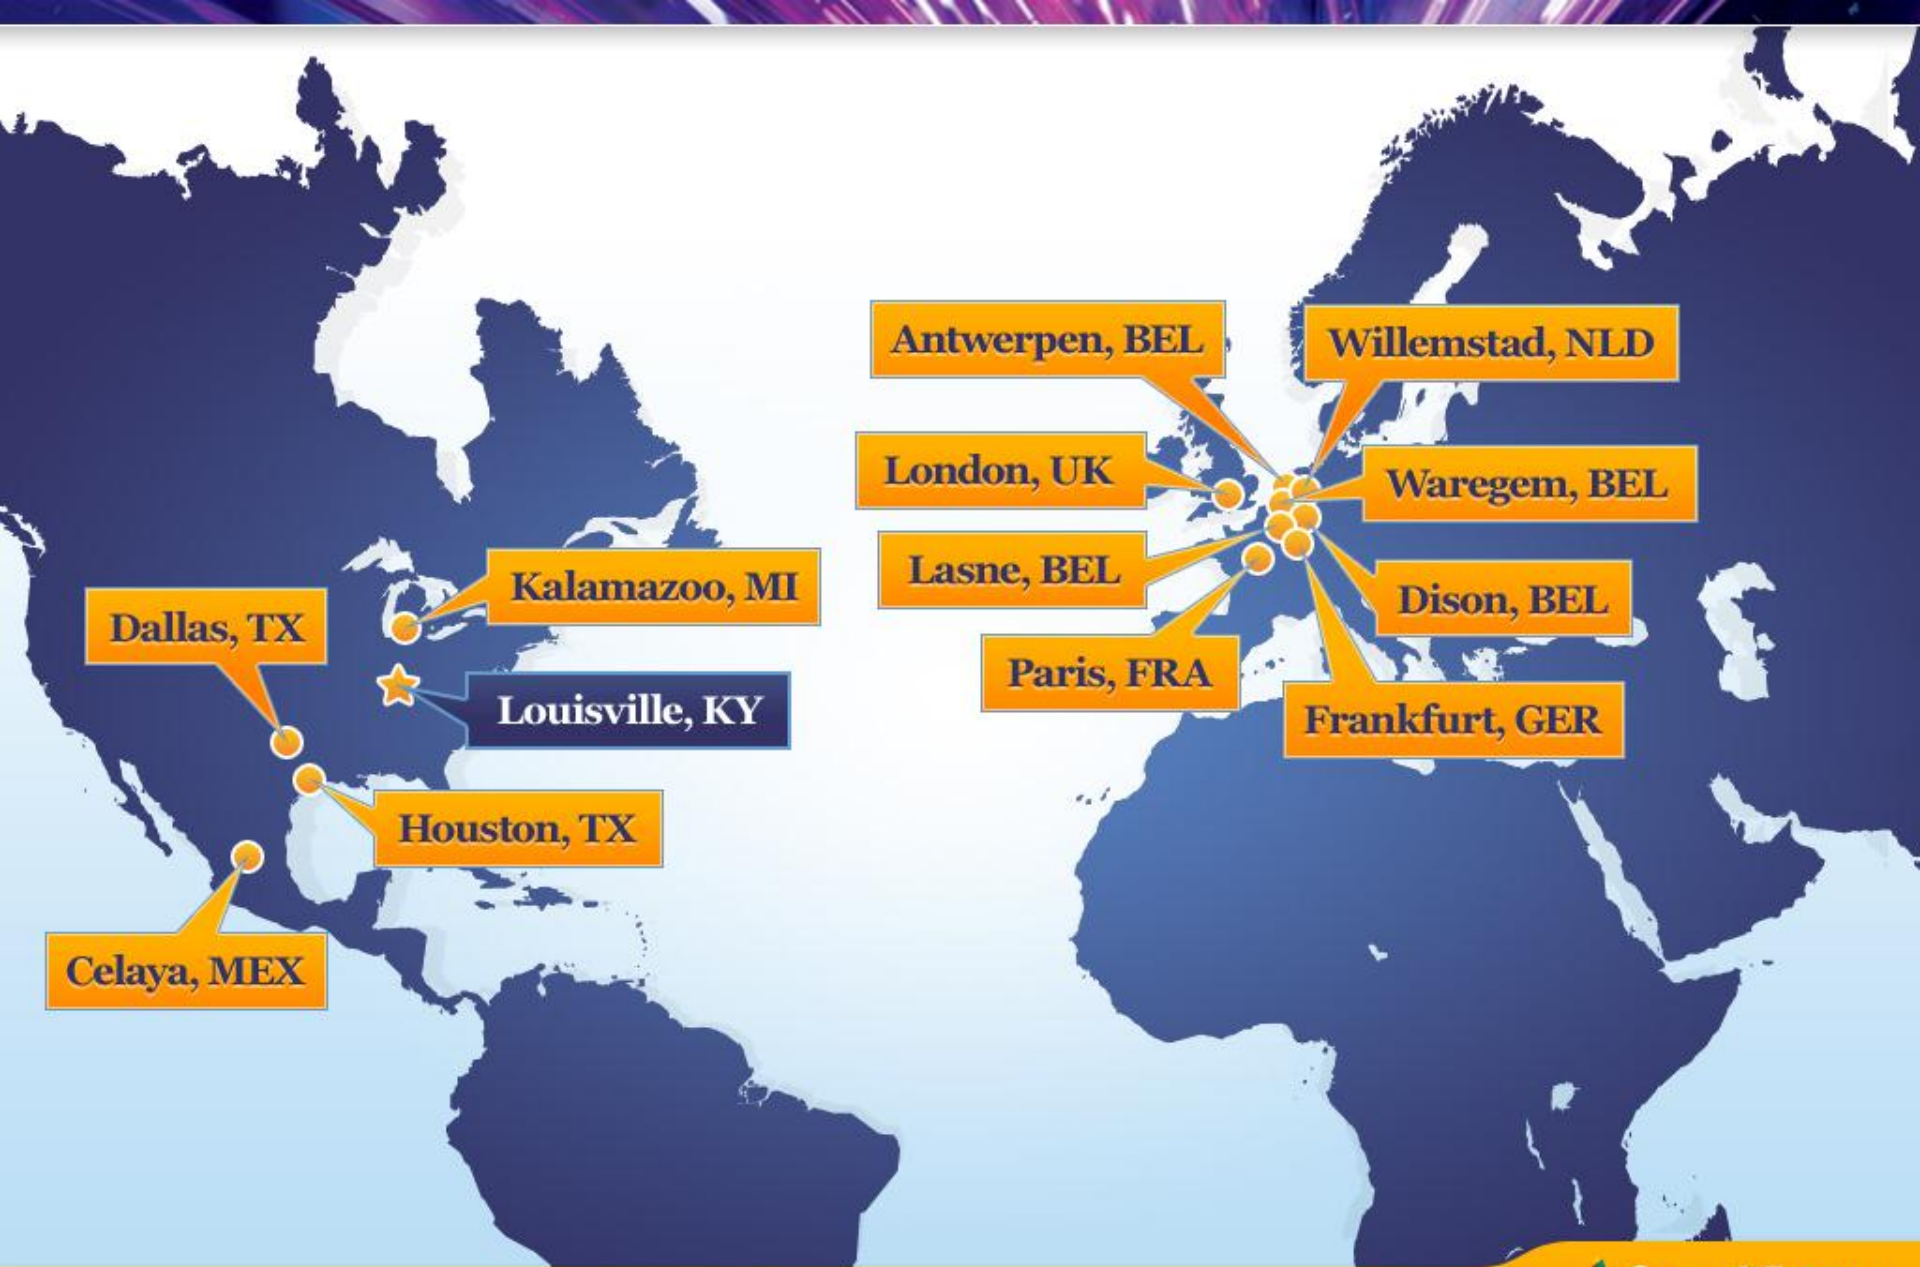 Antwerpen, BEL
Willemstad, NLD
London, UK
Waregem, BEL
Lasne, BEL
Kalamazoo, MI
Dison, BEL
Dallas, TX
Paris, FRA
Louisville, KY
Frankfurt, GER
Houston, TX
Celaya, MEX